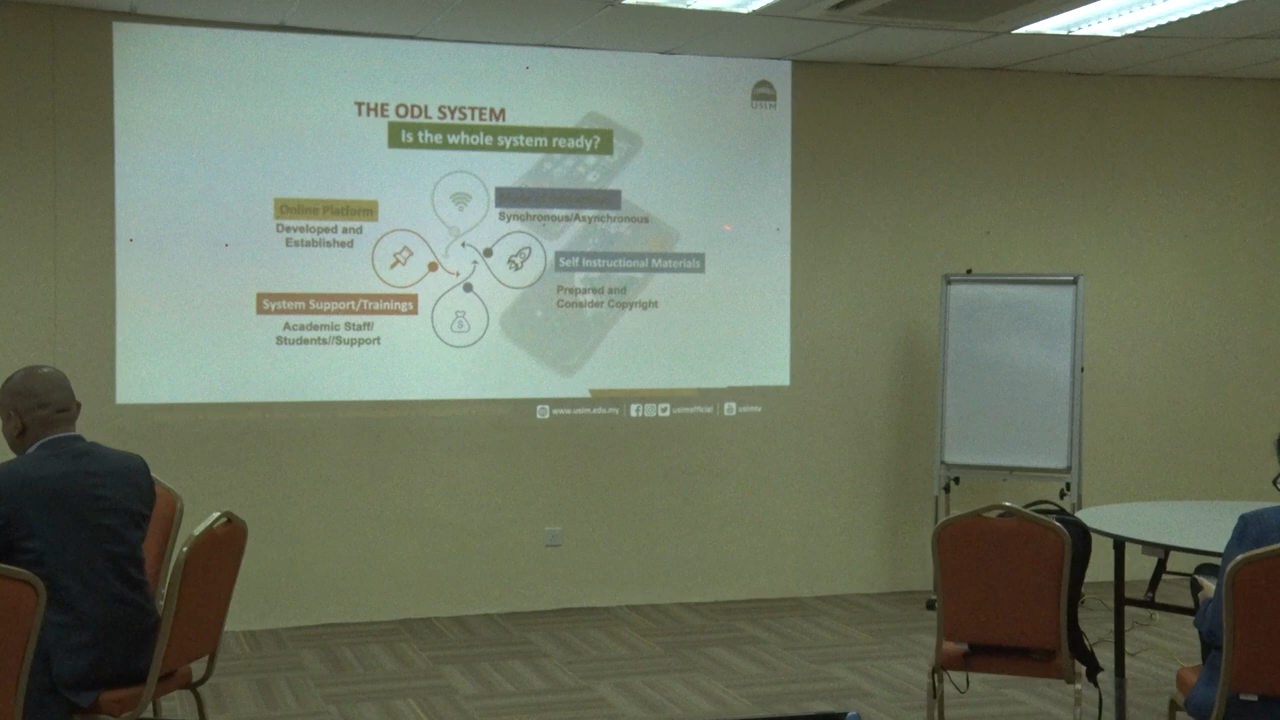 USIM
THE ODL SYSTEM
Is the whole system ready?
Online Platform
Developed and
Established
Synchronous/Asynchronous
Self Instructional Materials
Prepared and
Consider Copyright
System Support/Trainings
Academic Staff/
Students//Support
$
www.usim.edu.my | usimofficial | usimtv